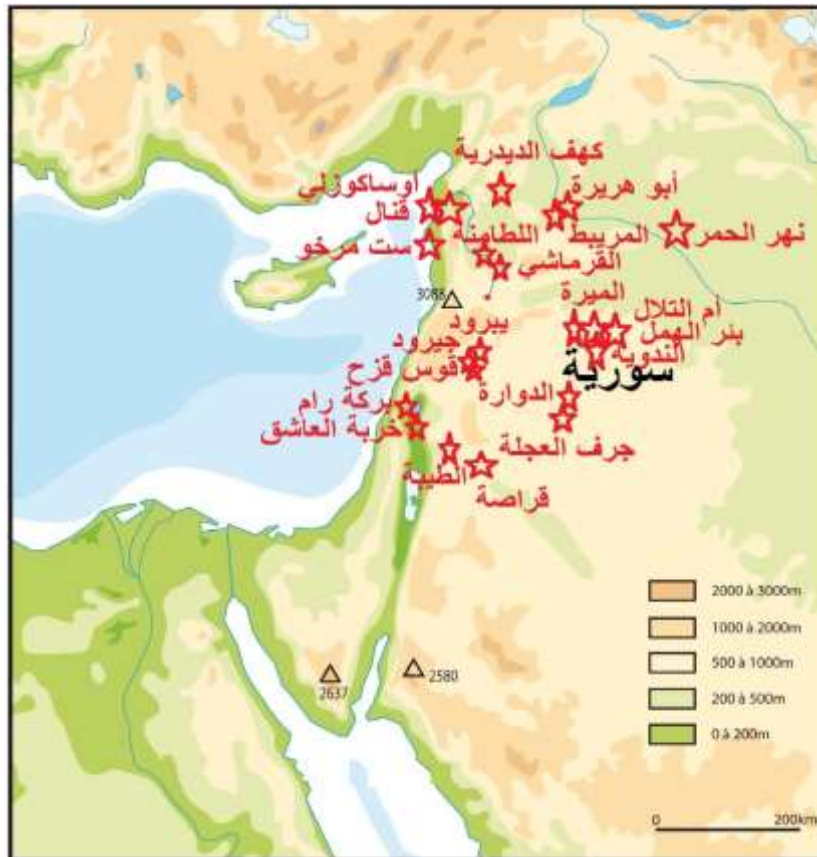 كهف الديدرية
أوساكوزلي
أبو هريرة
قنال
اللطامنة
المريبط
نهر الحمر
ست مرخو
القرماشي
3088
الميرة
أم التلال
يبرود
بئر الهمل
جيرود
الندوية
قوس قزح
سورية
الدوارة
بركة رام
خربة العاشق
جرف العجلة
الطيبة
قراصة
2000 à 3000m
1000 à 2000m
500 à 1000m
200 à 500m
0 à 200m
2637
2580
0 200km